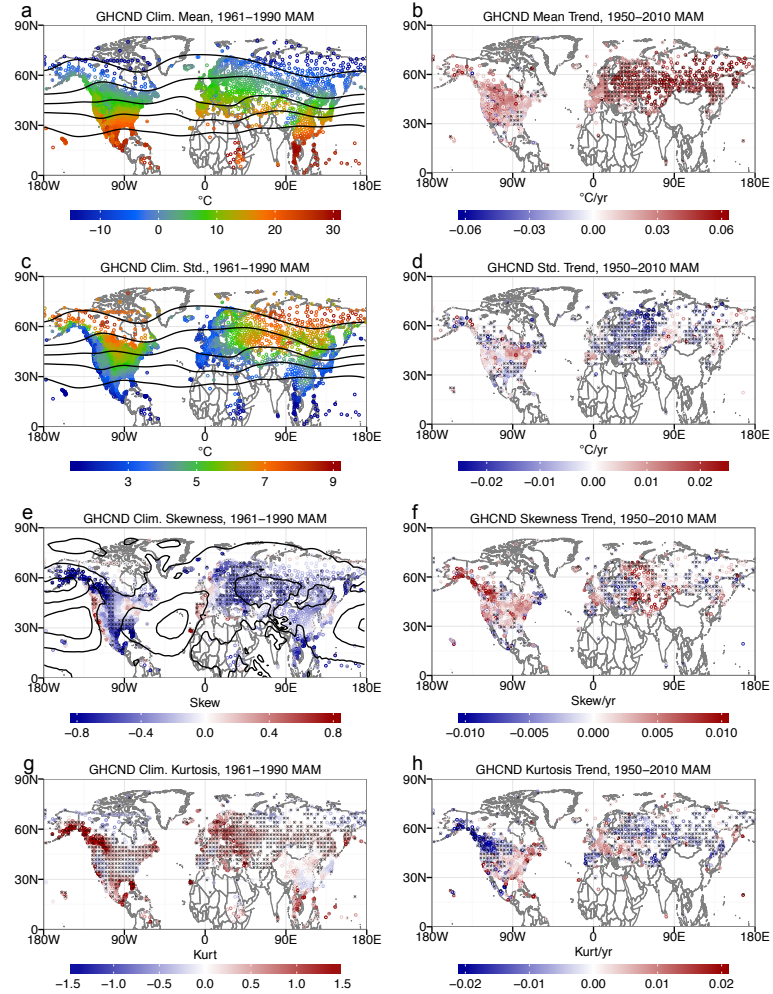 a
GHCND Clim. Mean, 1961−1990 MAM
90N
60N
30N
0
180W 90W 0 90E 180E
°C
−10 0 10 20 30
b
GHCND Mean Trend, 1950−2010 MAM
90N
60N
30N
0
180W 90W 0 90E 180E
°C/yr
−0.06 −0.03 0.00 0.03 0.06
c
GHCND Clim. Std., 1961−1990 MAM
90N
60N
30N
0
180W 90W 0 90E 180E
°C
3 5 7 9
d
GHCND Std. Trend, 1950−2010 MAM
90N
60N
30N
0
180W 90W 0 90E 180E
°C/yr
−0.02 −0.01 0.00 0.01 0.02
e
GHCND Clim. Skewness, 1961−1990 MAM
90N
60N
30N
0
180W 90W 0 90E 180E
Skew
−0.8 −0.4 0.0 0.4 0.8
f
GHCND Skewness Trend, 1950−2010 MAM
90N
60N
30N
0
180W 90W 0 90E 180E
Skew/yr
−0.010 −0.005 0.000 0.005 0.010
g
GHCND Clim. Kurtosis, 1961−1990 MAM
90N
60N
30N
0
180W 90W 0 90E 180E
Kurt
−1.5 −1.0 −0.5 0.0 0.5 1.0 1.5
h
GHCND Kurtosis Trend, 1950−2010 MAM
90N
60N
30N
0
180W 90W 0 90E 180E
Kurt/yr
−0.02 −0.01 0.00 0.01 0.02